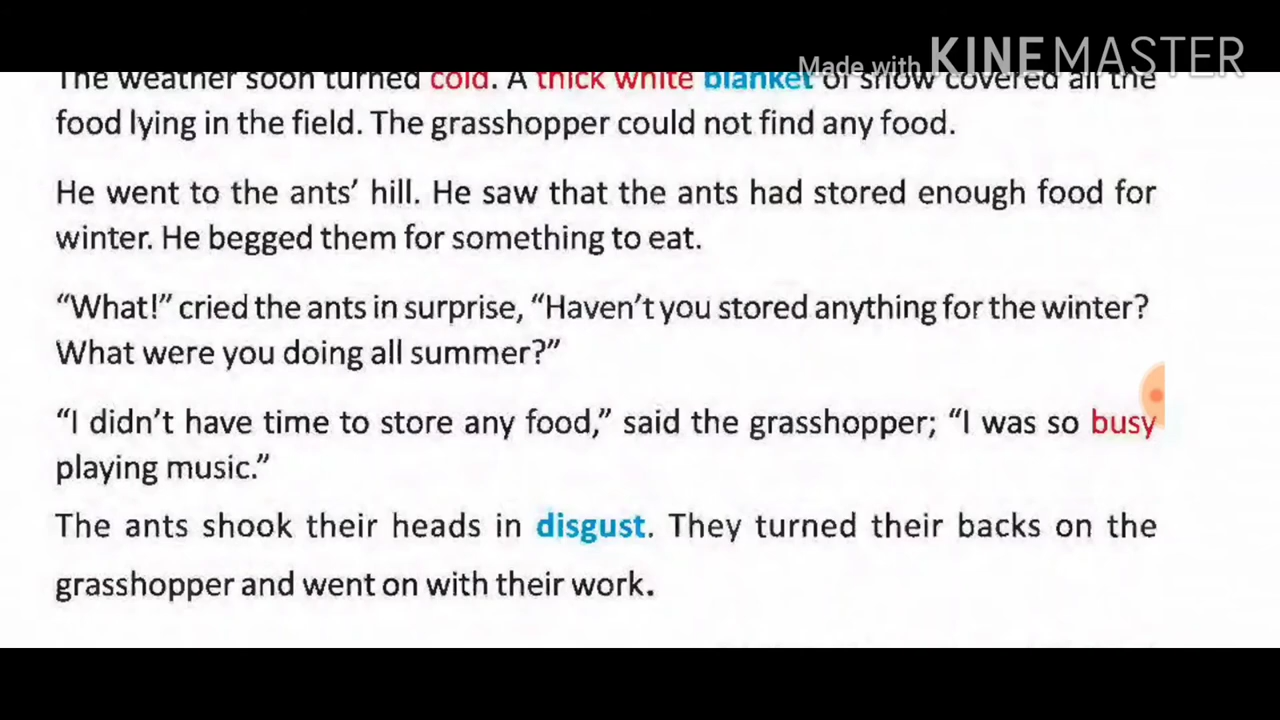 Made with KINEMASTER
The weather soon turned cold. A thick white blanket of snow covered all the
food lying in the field. The grasshopper could not find any food.
He went to the ants’ hill. He saw that the ants had stored enough food for
winter. He begged them for something to eat.
“What!” cried the ants in surprise, “Haven’t you stored anything for the winter?
What were you doing all summer?”
“I didn’t have time to store any food,” said the grasshopper; “I was so busy
playing music.”
The ants shook their heads in disgust. They turned their backs on the
grasshopper and went on with their work.